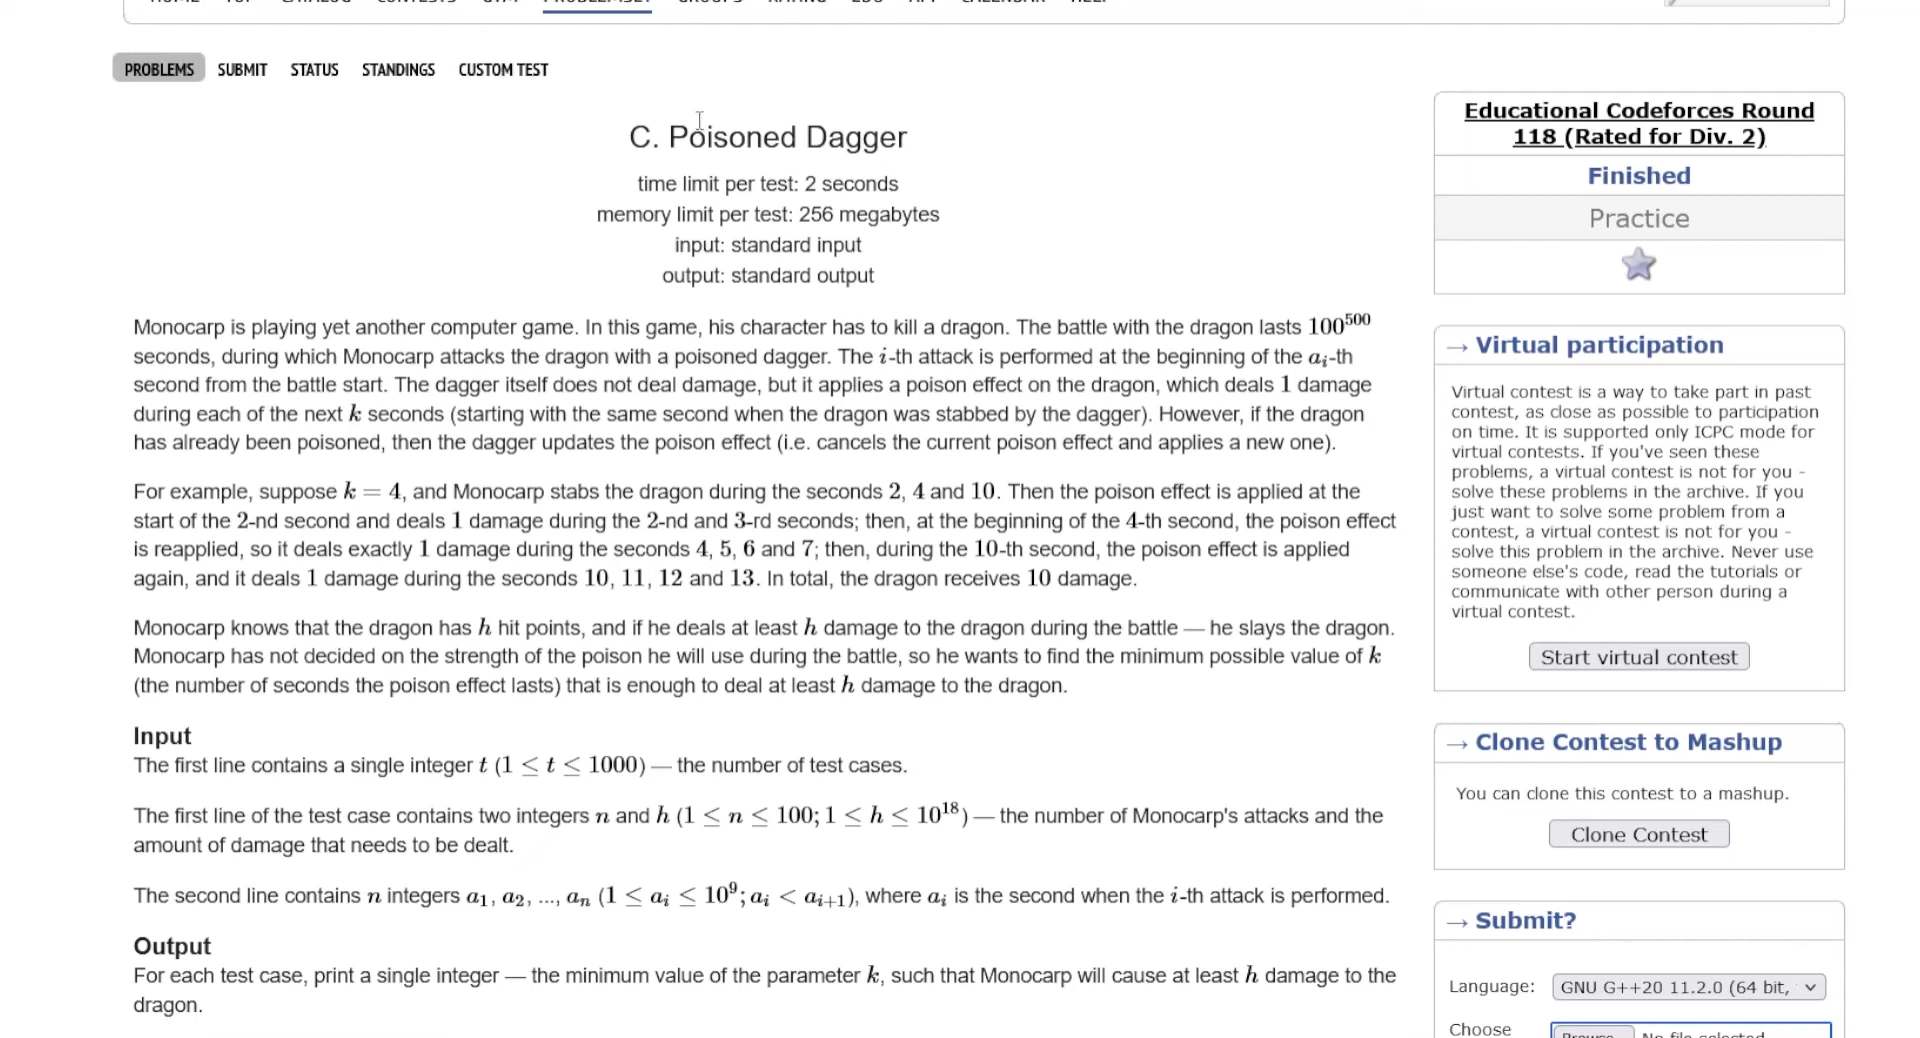 PROBLEMS SUBMIT STATUS STANDINGS CUSTOM TEST
C. Poisoned Dagger
time limit per test: 2 seconds
memory limit per test: 256 megabytes
input: standard input
output: standard output
Monocarp is playing yet another computer game. In this game, his character has to kill a dragon. The battle with the dragon lasts 100^500
seconds, during which Monocarp attacks the dragon with a poisoned dagger. The i-th attack is performed at the beginning of the a_i-th
second from the battle start. The dagger itself does not deal damage, but it applies a poison effect on the dragon, which deals 1 damage
during each of the next k seconds (starting with the same second when the dragon was stabbed by the dagger). However, if the dragon
has already been poisoned, then the dagger updates the poison effect (i.e. cancels the current poison effect and applies a new one).
For example, suppose k = 4, and Monocarp stabs the dragon during the seconds 2, 4 and 10. Then the poison effect is applied at the
start of the 2-nd second and deals 1 damage during the 2-nd and 3-rd seconds; then, at the beginning of the 4-th second, the poison effect
is reapplied, so it deals exactly 1 damage during the seconds 4, 5, 6 and 7; then, during the 10-th second, the poison effect is applied
again, and it deals 1 damage during the seconds 10, 11, 12 and 13. In total, the dragon receives 10 damage.
Monocarp knows that the dragon has h hit points, and if he deals at least h damage to the dragon during the battle — he slays the dragon.
Monocarp has not decided on the strength of the poison he will use during the battle, so he wants to find the minimum possible value of k
(the number of seconds the poison effect lasts) that is enough to deal at least h damage to the dragon.
Input
The first line contains a single integer t (1 ≤ t ≤ 1000) — the number of test cases.
The first line of the test case contains two integers n and h (1 ≤ n ≤ 100; 1 ≤ h ≤ 10^18) — the number of Monocarp's attacks and the
amount of damage that needs to be dealt.
The second line contains n integers a_1, a_2, ..., a_n (1 ≤ a_i ≤ 10^9; a_i < a_{i+1}), where a_i is the second when the i-th attack is performed.
Output
For each test case, print a single integer — the minimum value of the parameter k, such that Monocarp will cause at least h damage to the
dragon.
Educational Codeforces Round
118 (Rated for Div. 2)
Finished
Practice
→ Virtual participation
Virtual contest is a way to take part in past
contest, as close as possible to participation
on time. It is supported only ICPC mode for
virtual contests. If you've seen these
problems, a virtual contest is not for you -
solve these problems in the archive. If you
just want to solve some problem from a
contest, a virtual contest is not for you -
solve this problem in the archive. Never use
someone else's code, read the tutorials or
communicate with other person during a
virtual contest.
Start virtual contest
→ Clone Contest to Mashup
You can clone this contest to a mashup.
Clone Contest
→ Submit?
Language: GNU G++20 11.2.0 (64 bit,
Choose